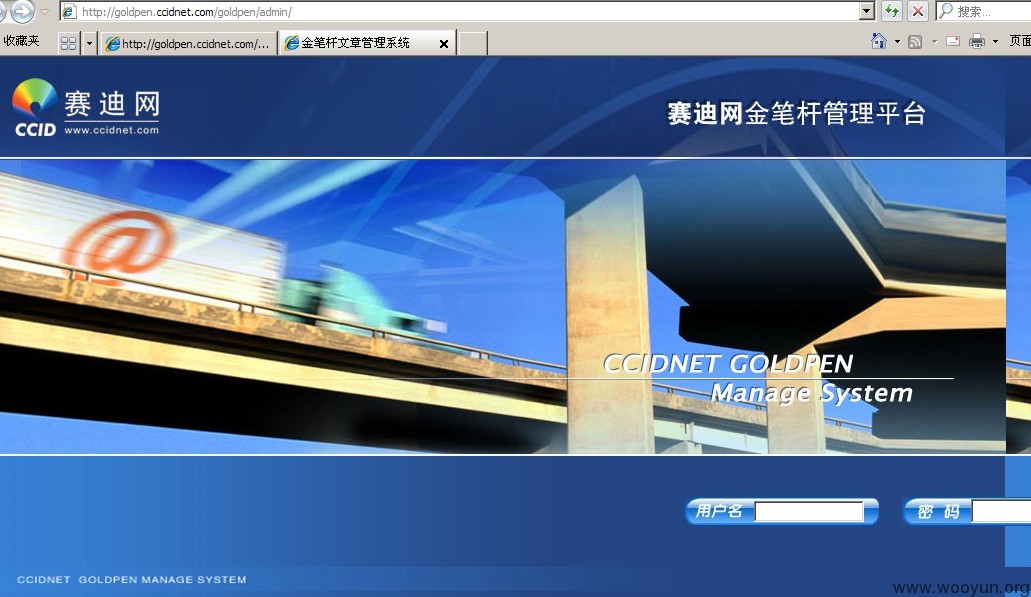 http://goldpen.ccidnet.com/goldpen/admin/
搜索...
收藏夹
http://goldpen.ccidnet.com/...
金笔杆文章管理系统
页面
赛迪网
CCID
www.ccidnet.com
赛迪网金笔杆管理平台
@
CCIDNET GOLDPEN
Manage System
用户名
密 码
CCIDNET GOLDPEN MANAGE SYSTEM
www.wooyun.org